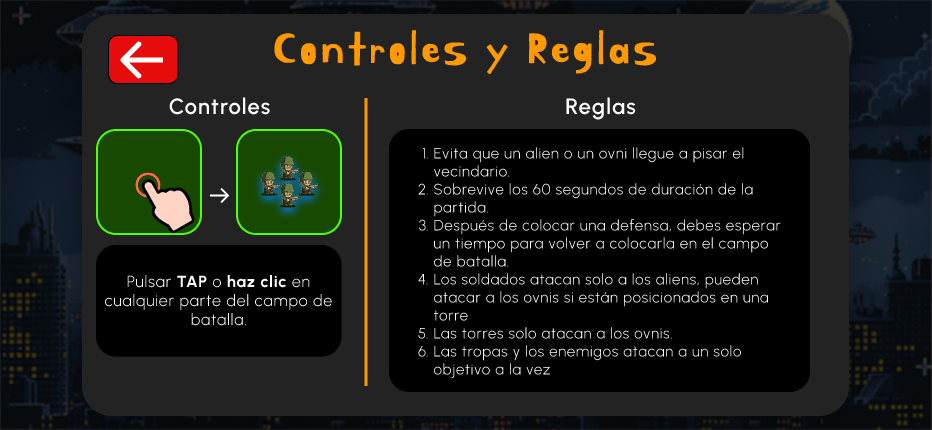 Controles y Reglas
Controles
Pulsar TAP o haz clic en
cualquier parte del campo de
batalla.
Reglas
1. Evita que un alien o un ovni llegue a pisar el
vecindario.
2. Sobrevive los 60 segundos de duración de la
partida.
3. Después de colocar una defensa, debes esperar
un tiempo para volver a colocarla en el campo
de batalla.
4. Los soldados atacan solo a los aliens, pueden
atacar a los ovnis si están posicionados en una
torre
5. Las torres solo atacan a los ovnis.
6. Las tropas y los enemigos atacan a un solo
objetivo a la vez